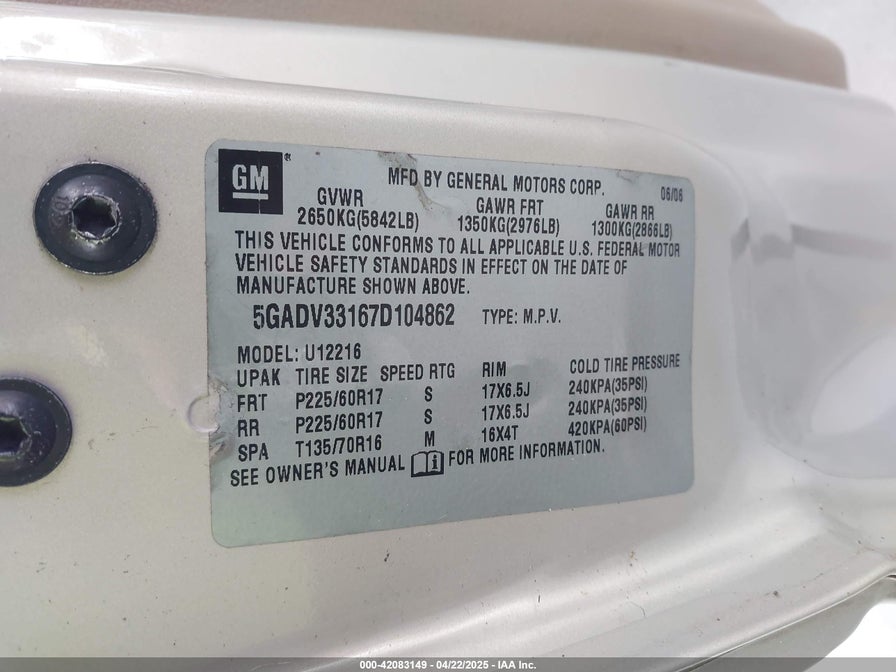 GM
MFD BY GENERAL MOTORS CORP. 06/06
GVWR GAWR FRT GAWR RR
2650KG(5842LB) 1350KG(2976LB) 1300KG(2866LB)
THIS VEHICLE CONFORMS TO ALL APPLICABLE U.S. FEDERAL MOTOR
VEHICLE SAFETY STANDARDS IN EFFECT ON THE DATE OF
MANUFACTURE SHOWN ABOVE.
5GADV33167D104862 TYPE: M.P.V.
MODEL: U12216
UPAK TIRE SIZE SPEED RTG RIM COLD TIRE PRESSURE
FRT P225/60R17 S 17X6.5J 240KPA(35PSI)
RR P225/60R17 S 17X6.5J 240KPA(35PSI)
SPA T135/70R16 M 16X4T 420KPA(60PSI)
SEE OWNER'S MANUAL FOR MORE INFORMATION.
000-42083149 - 04/22/2025 - IAA Inc.